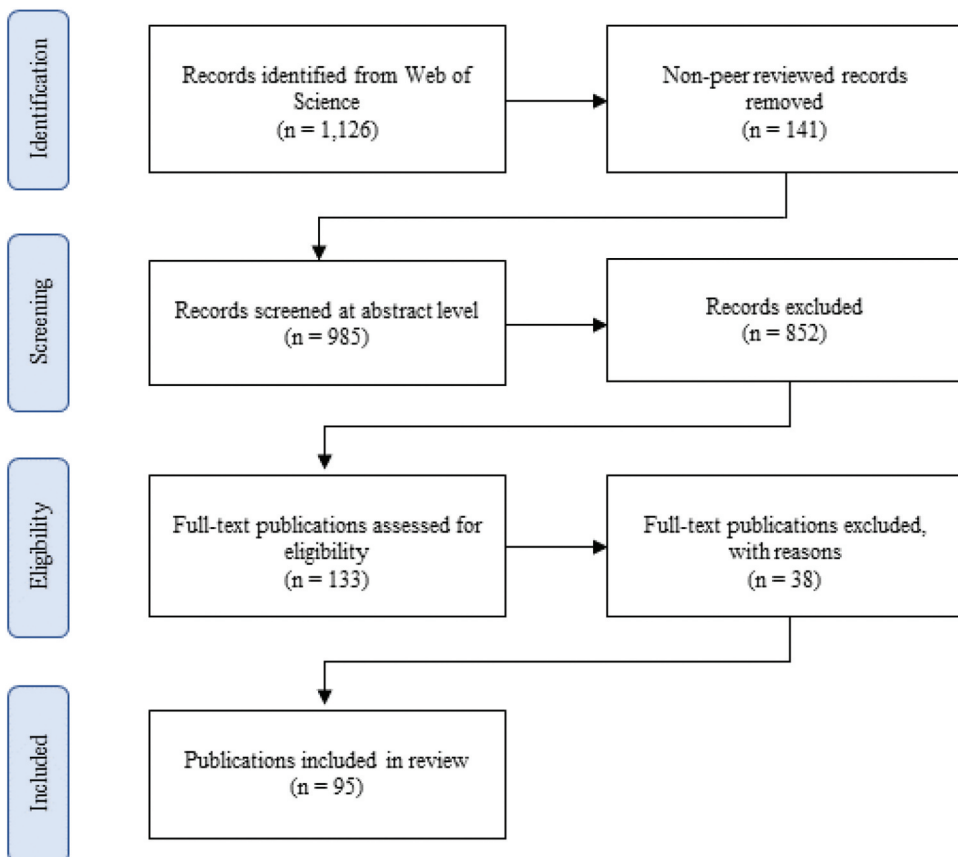 Identification
Records identified from Web of
Science
(n = 1,126)
Non-peer reviewed records
removed
(n = 141)
Screening
Records screened at abstract level
(n = 985)
Records excluded
(n = 852)
Eligibility
Full-text publications assessed for
eligibility
(n = 133)
Full-text publications excluded,
with reasons
(n = 38)
Included
Publications included in review
(n = 95)